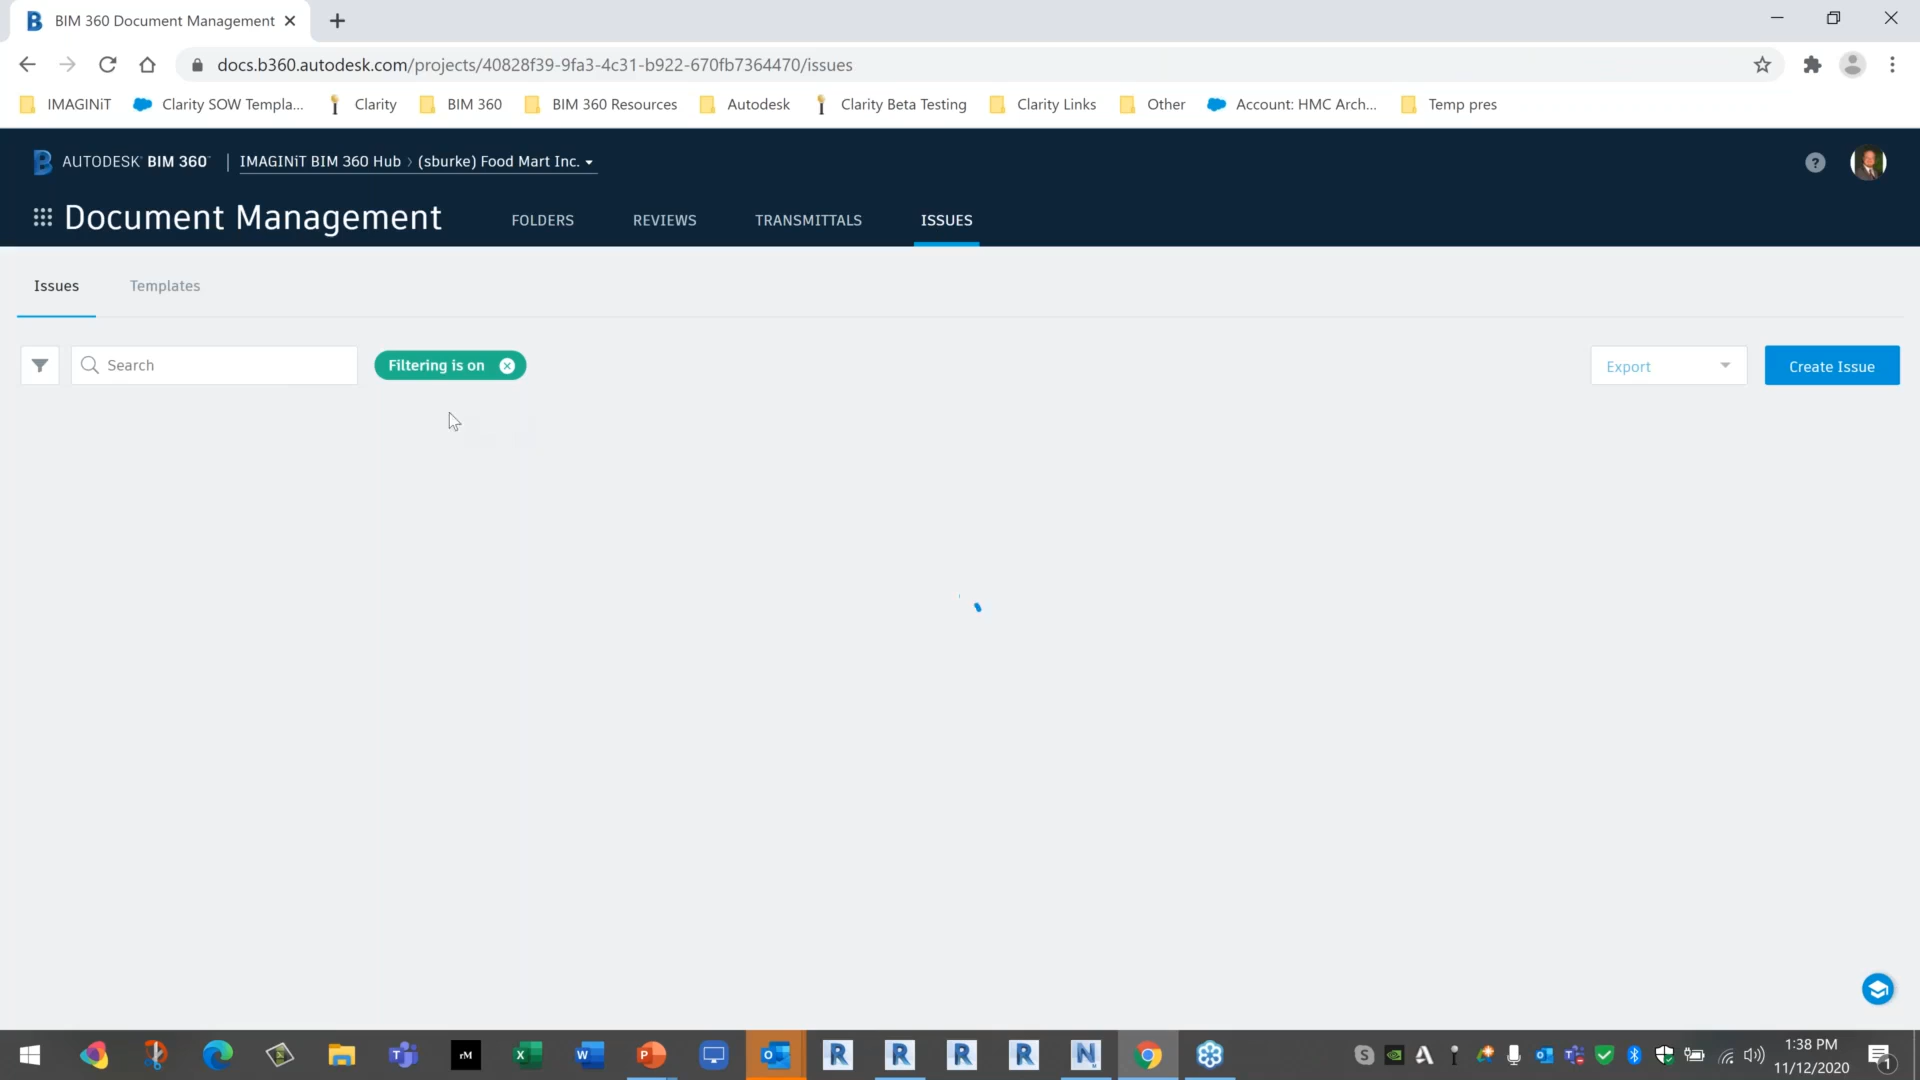 BIM 360 Document Management
docs.b360.autodesk.com/projects/40828f39-9fa3-4c31-b922-670fb7364470/issues
IMAGINiT Clarity SOW Templa... Clarity BIM 360 BIM 360 Resources Autodesk Clarity Beta Testing Clarity Links Other Account: HMC Arch... Temp pres
AUTODESK BIM 360 IMAGINiT BIM 360 Hub > (sburke) Food Mart Inc.
Document Management FOLDERS REVIEWS TRANSMITTALS ISSUES
Issues Templates
Search Filtering is on Export Create Issue
1:38 PM
11/12/2020
1